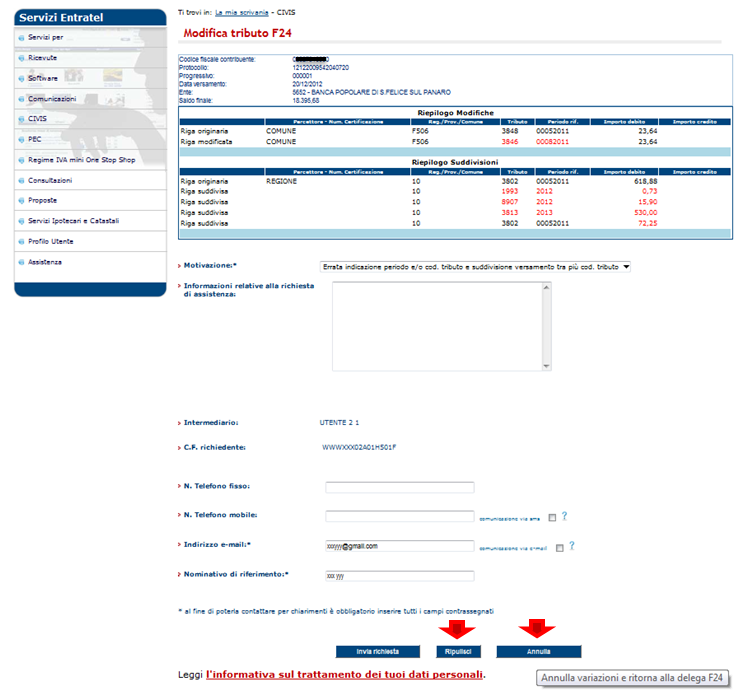 Servizi Entratel
Servizi per ...
Ricevute
Software
Comunicazioni
CIVIS
PEC
Regime IVA mini One Stop Shop
Consultazioni
Proposte
Servizi Ipotecari e Catastali
Profilo Utente
Assistenza
Ti trovi in: La mia scrivania - CIVIS
Modifica tributo F24
Codice fiscale contribuente:
Protocollo: 12122009542040720
Progressivo: 000001
Data versamento: 20/12/2012
Ente: 5652 - BANCA POPOLARE DI S.FELICE SUL PANARO
Saldo finale: 18.395,68
Riepilogo Modifiche
Percettore - Num. Certificazione Reg./Prov./Comune Tributo Periodo rif. Importo debito Importo credito
Riga originaria COMUNE F506 3848 00052011 23,64
Riga modificata COMUNE F506 3846 00082011 23,64
Riepilogo Suddivisioni
Percettore - Num. Certificazione Reg./Prov./Comune Tributo Periodo rif. Importo debito Importo credito
Riga originaria REGIONE 10 3802 00052011 618,88
Riga suddivisa 10 1993 2012 0,73
Riga suddivisa 10 8907 2012 15,90
Riga suddivisa 10 3813 2013 530,00
Riga suddivisa 10 3802 00052011 72,25
Motivazione:* Errata indicazione periodo e/o cod. tributo e suddivisione versamento tra più cod. tributo
Informazioni relative alla richiesta
di assistenza:
Intermediario: UTENTE 2 1
C.F. richiedente: WWWXXX02A01H501F
N. Telefono fisso:
N. Telefono mobile: comunicazione via sms ?
Indirizzo e-mail:* xxxyyy@gmail.com comunicazione via e-mail ?
Nominativo di riferimento:* xxx yyy
* al fine di poterla contattare per chiarimenti è obbligatorio inserire tutti i campi contrassegnati
Invia richiesta Ripulisci Annulla
Leggi l'informativa sul trattamento dei tuoi dati personali.
Annulla variazioni e ritorna alla delega F24